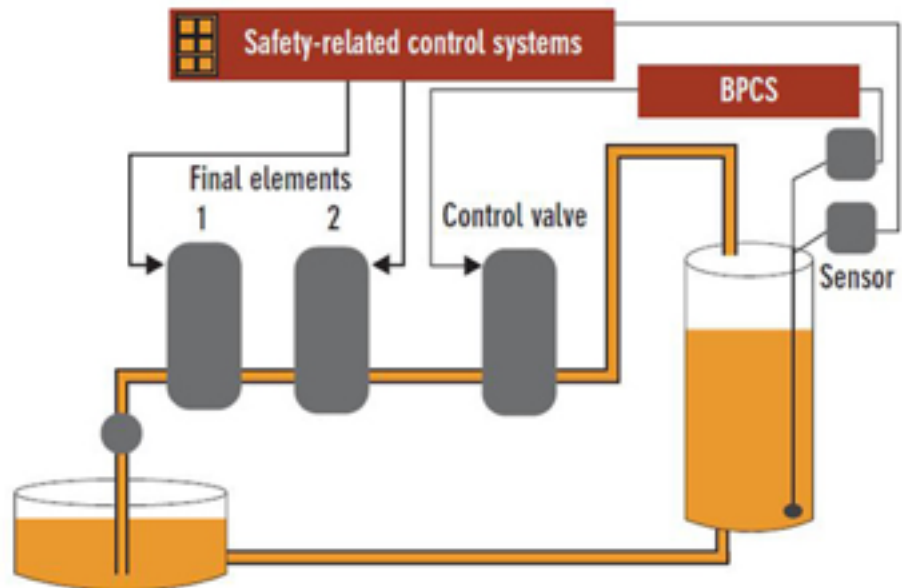 Safety-related control systems
BPCS
Final elements
1 2
Control valve
Sensor